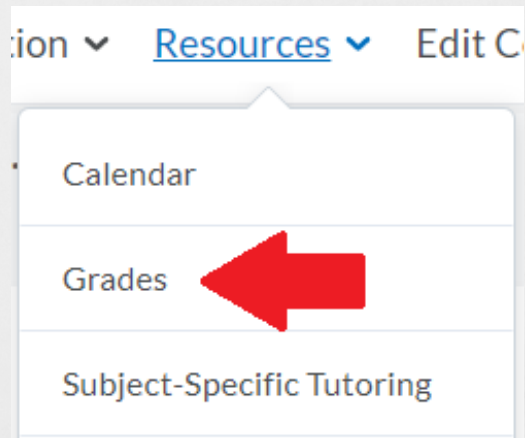 tion Resources Edit C
Calendar
Grades
Subject-Specific Tutoring